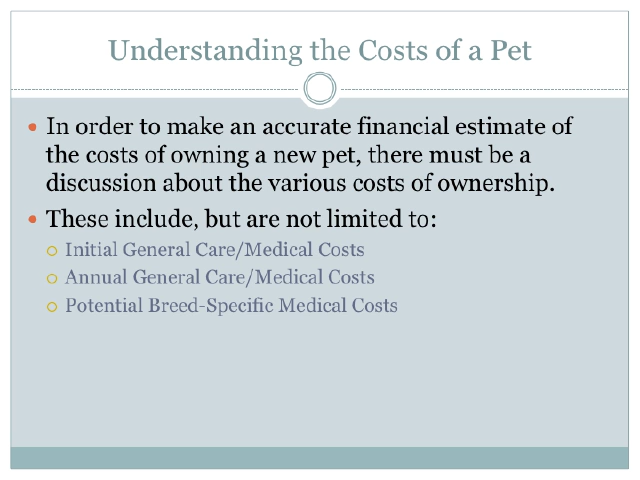 Understanding the Costs of a Pet
In order to make an accurate financial estimate of
the costs of owning a new pet, there must be a
discussion about the various costs of ownership.
These include, but are not limited to:
Initial General Care/Medical Costs
Annual General Care/Medical Costs
Potential Breed-Specific Medical Costs